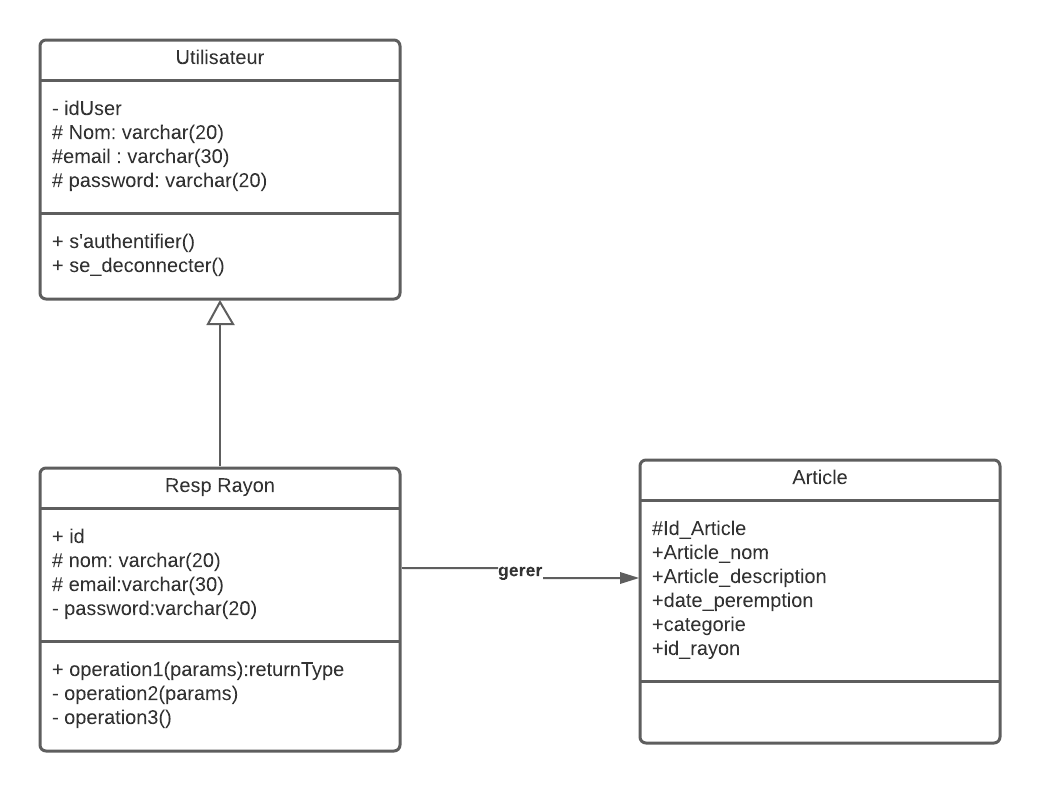 Utilisateur
- idUser
# Nom: varchar(20)
#email : varchar(30)
# password: varchar(20)
+ s'authentifier()
+ se_deconnecter()
Resp Rayon
+ id
# nom: varchar(20)
# email:varchar(30)
- password:varchar(20)
+ operation1(params):returnType
- operation2(params)
- operation3()
gerer
Article
#Id_Article
+Article_nom
+Article_description
+date_peremption
+categorie
+id_rayon